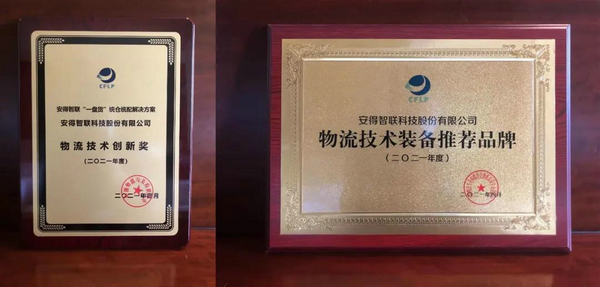 CFLP
安得智联“一盘货”统仓统配解决方案
安得智联科技股份有限公司
物流技术创新奖
(二〇二一年度)
二〇二一年四月
CFLP
安得智联科技股份有限公司
物流技术装备推荐品牌
(二〇二一年度)
二〇二一年四月